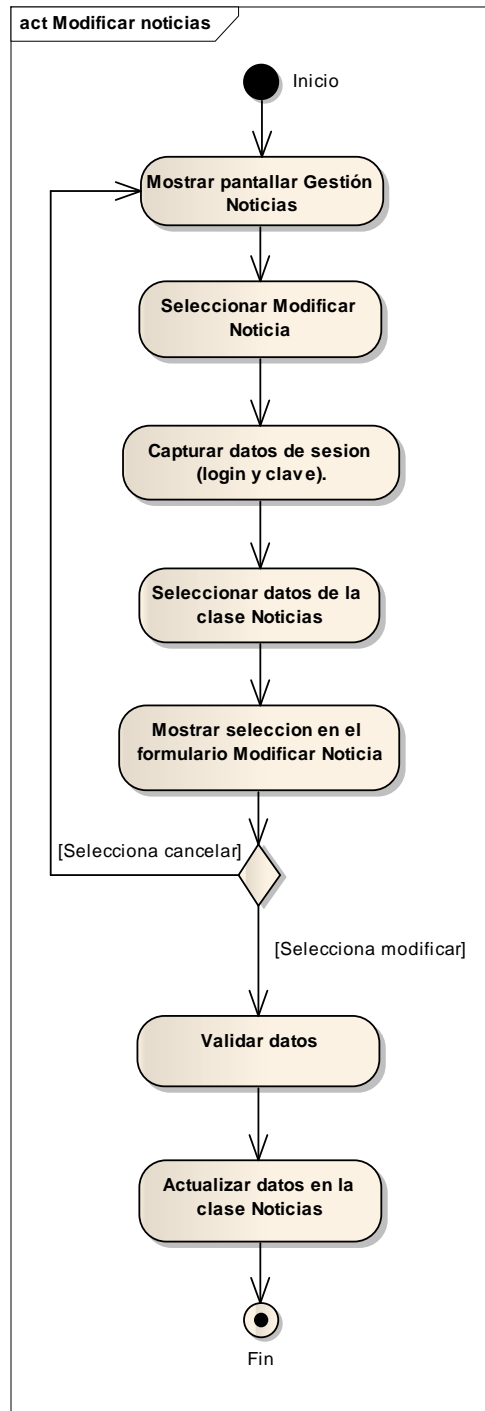 act Modificar noticias
Inicio
Mostrar pantallar Gestión
Noticias
Seleccionar Modificar
Noticia
Capturar datos de sesion
(login y clave).
Seleccionar datos de la
clase Noticias
Mostrar seleccion en el
formulario Modificar Noticia
[Selecciona cancelar]
[Selecciona modificar]
Validar datos
Actualizar datos en la
clase Noticias
Fin